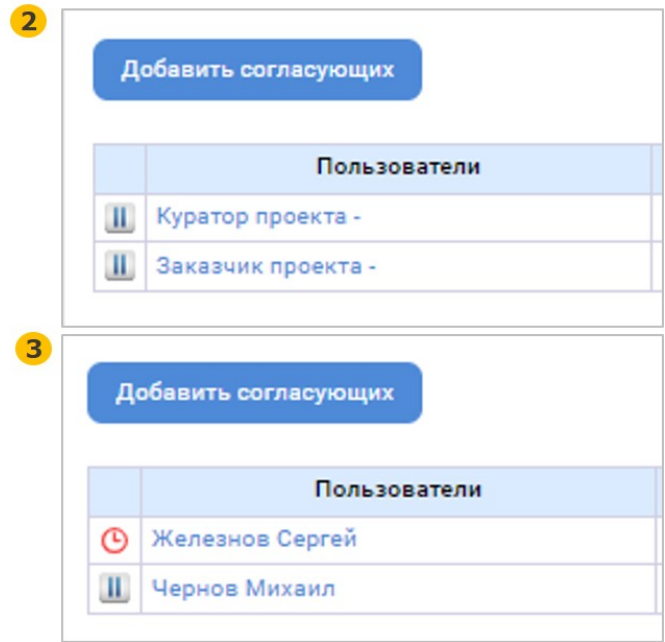 2
Добавить согласующих
Пользователи
Куратор проекта -
Заказчик проекта -
3
Добавить согласующих
Пользователи
Железнов Сергей
Чернов Михаил